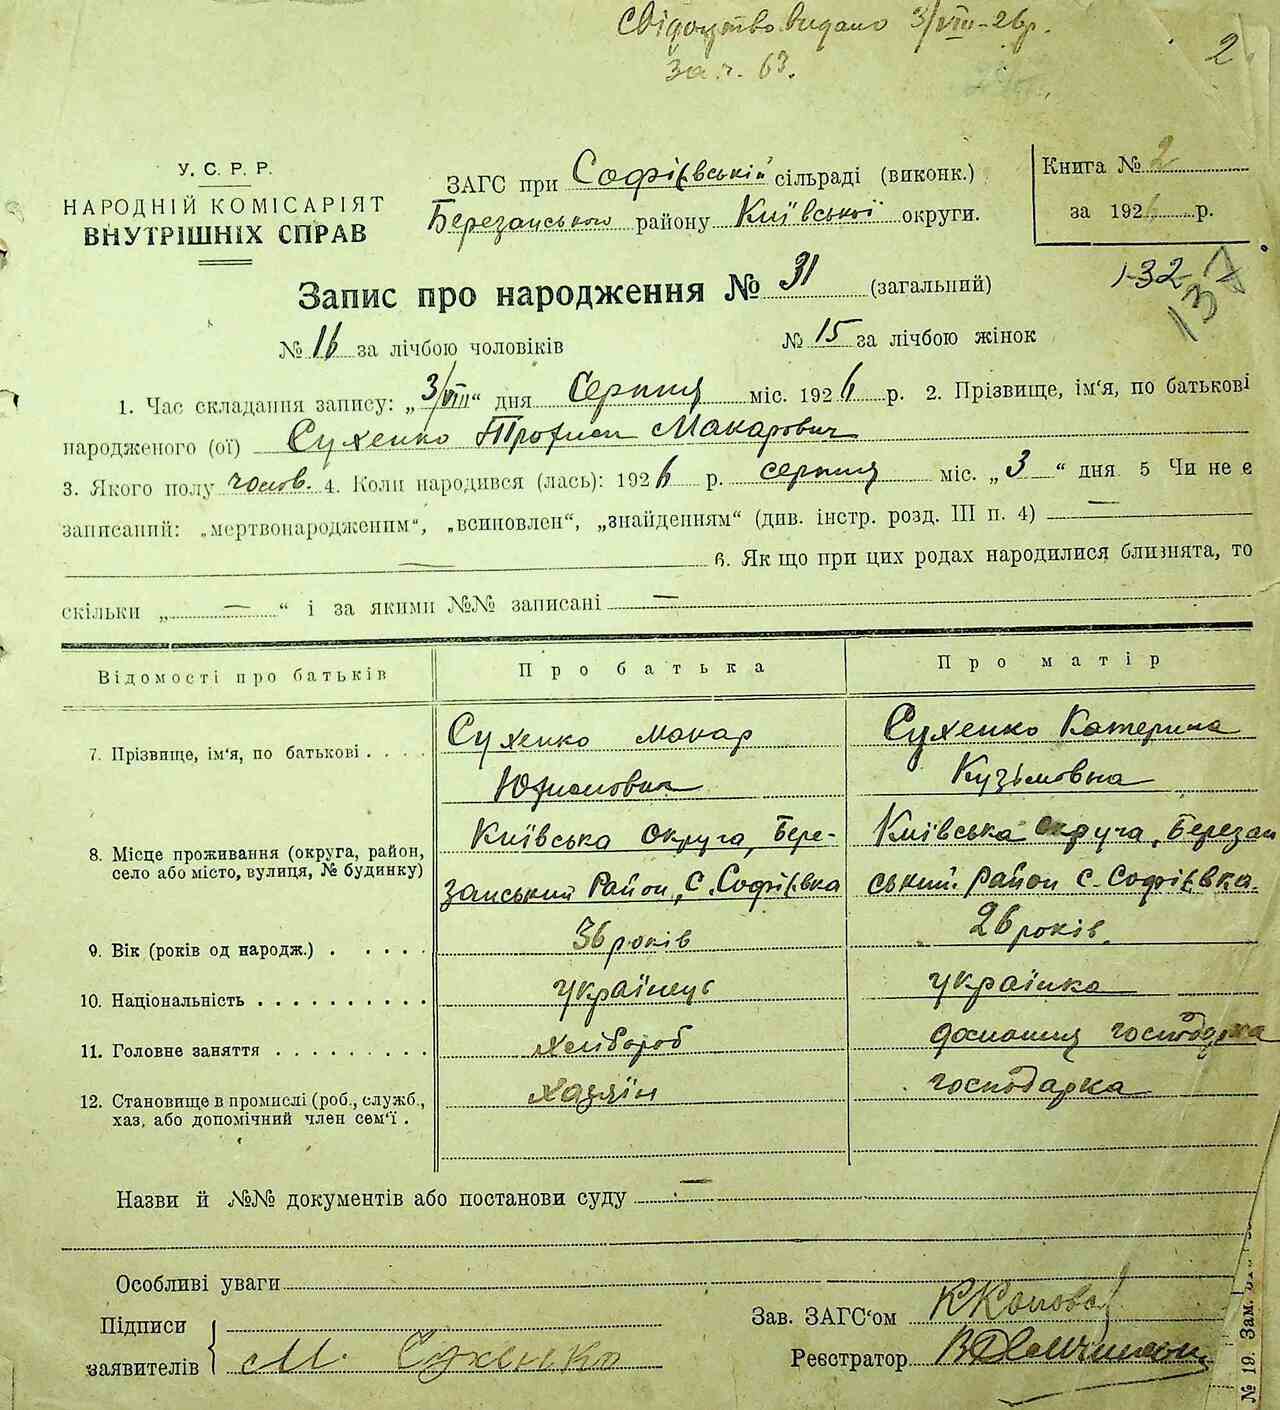 Свідоцтво видано 3/VIII-26р.
за ч. 63.
2
У. С. Р. Р.
НАРОДНІЙ КОМІСАРІЯТ
ВНУТРІШНІХ СПРАВ
ЗАГС при Софіївській сільраді (виконк.)
Березанського району Київської округи.
Книга № 2
за 1926 р.
132
137
Запис про народження № 31 (загальний)
№ 16 за лічбою чоловіків № 15 за лічбою жінок
1. Час складання запису: „3/VIII“ дня Серпня міс. 1926 р. 2. Прізвище, ім‘я, по батькові
народженого (ої) Сухенко Трофим Макарович
3. Якого полу чолов. 4. Коли народився (лась): 1926 р. серпня міс. „3“ дня 5 Чи не є
записаний: „мертвонародженим“, „всиновлен“, „знайденням“ (див. інстр. розд. III п. 4) —
— 6. Як що при цих родах народилися близнята, то
скільки „—“ і за якими №№ записані —
Відомості про батьків Про батька Про матір
7. Прізвище, ім‘я, по батькові . . . . Сухенко Макар Сухенко Катерина
Кузьмовна
8. Місце проживання (округа, район, Київська Округа, Бере- Київська Округа, Березан
село або місто, вулиця, № будинку) занський Район, С. Софіївка ський район С. Софіївка.
9. Вік (років од народж.) . . . . . 36 років 26 років.
10. Національність . . . . . . . . . . українець українка
11. Головне заняття . . . . . . . . . хлібороб домашня господарка
12. Становище в промислі (роб., служб., хазяїн господарка
хаз, або допомічний член сем‘ї .
Назви й №№ документів або постанови суду —
Особливі уваги
Підписи
заявителів М. Сухенко
Зав. ЗАГС‘ом
Реєстратор
№ 19. Зам.